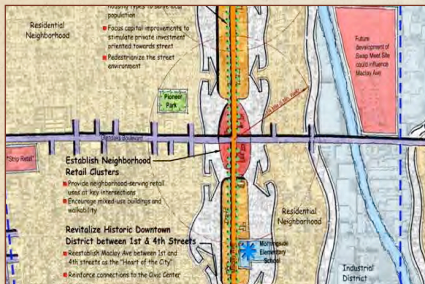 housing types to serve local
population
Focus capital improvements to
stimulate private investment
oriented towards street
Pedestrianize the street
environment
Residential
Neighborhood
Future
development of
Swap Meet Site
could influence
Maclay Ave
Pioneer
Park
"Strip Retail"
Establish Neighborhood
Retail Clusters
Provide neighborhood-serving retail
uses at key intersections
Encourage mixed-use buildings and
walkability
Residential
Neighborhood
Revitalize Historic Downtown
District between 1st & 4th Streets
Reestablish Maclay Ave between 1st and
4th streets as the "Heart of the City"
Reinforce connections to the Civic Center
Morningside
Elementary
School
Industrial
District